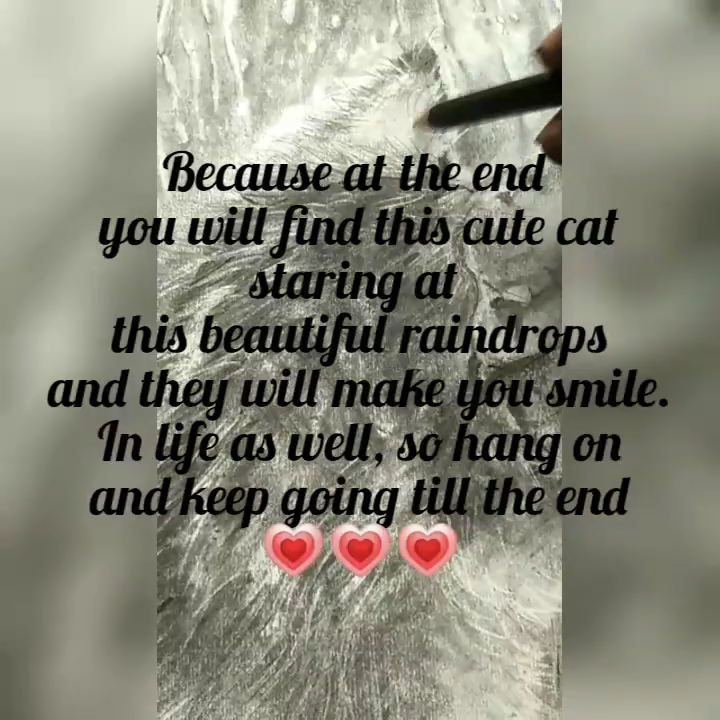 Because at the end
you will find this cute cat
staring at
this beautiful raindrops
and they will make you smile.
In life as well, so hang on
and keep going till the end
💗💗💗